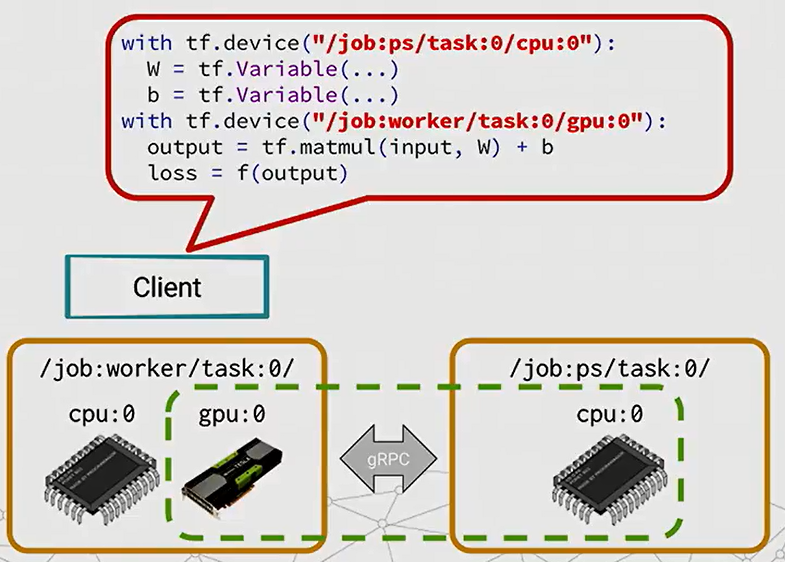 with tf.device("/job:ps/task:0/cpu:0"):
W = tf.Variable(...)
b = tf.Variable(...)
with tf.device("/job:worker/task:0/gpu:0"):
output = tf.matmul(input, W) + b
loss = f(output)
Client
/job:worker/task:0/
/job:ps/task:0/
cpu:0
gpu:0
cpu:0
gRPC
TESLA